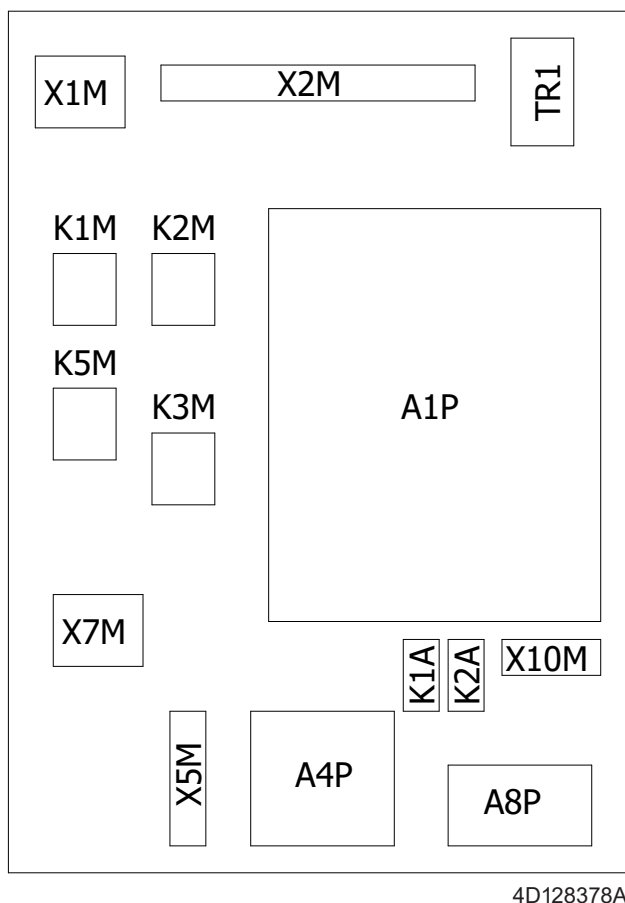 X1M
X2M
TR1
K1M
K2M
K5M
K3M
A1P
X7M
K1A
K2A
X10M
X5M
A4P
A8P
4D128378A